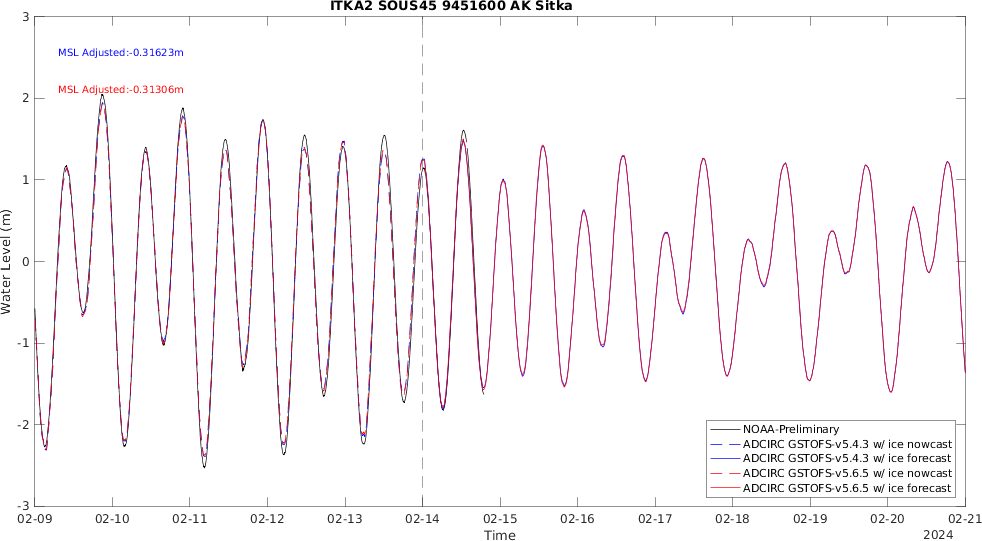 ITKA2 SOUS45 9451600 AK Sitka
3
MSL Adjusted:-0.31623m
MSL Adjusted:-0.31306m
2
1
0
-1
-2
-3
Water Level (m)
NOAA-Preliminary
ADCIRC GSTOFS-v5.4.3 w/ ice nowcast
ADCIRC GSTOFS-v5.4.3 w/ ice forecast
ADCIRC GSTOFS-v5.6.5 w/ ice nowcast
ADCIRC GSTOFS-v5.6.5 w/ ice forecast
02-09 02-10 02-11 02-12 02-13 02-14 02-15 02-16 02-17 02-18 02-19 02-20 02-21
Time
2024